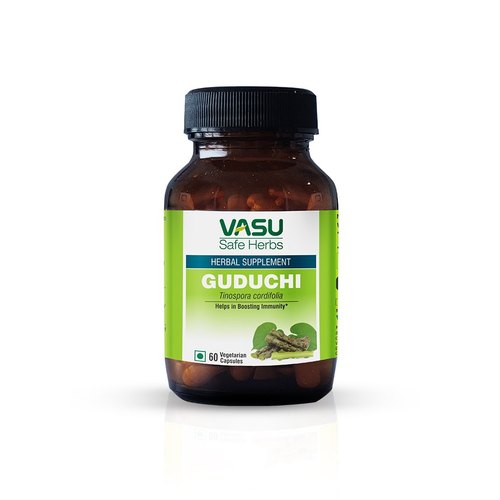 VASU
Safe Herbs
HERBAL SUPPLEMENT
GUDUCHI
Tinospora cordifolia
Helps in Boosting Immunity*
60 Vegetarian
Capsules